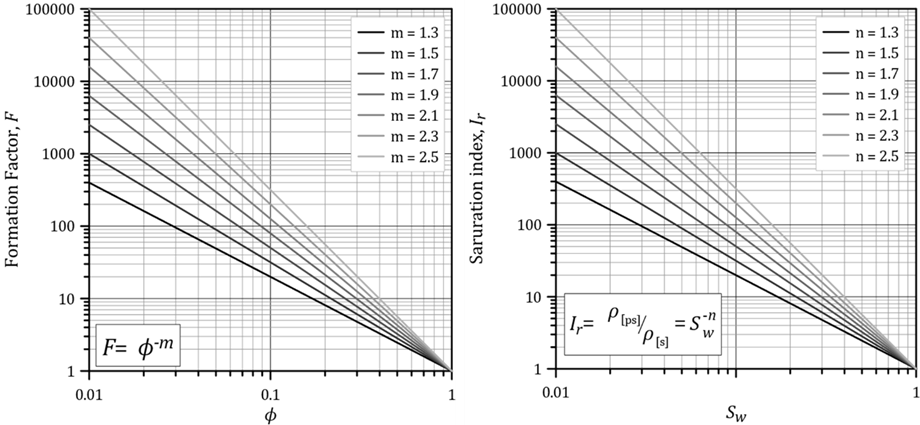 100000
10000
1000
100
10
1
Formation Factor, F
m = 1.3
m = 1.5
m = 1.7
m = 1.9
m = 2.1
m = 2.3
m = 2.5
F= ϕ^-m
0.01
0.1
1
ϕ
100000
10000
1000
100
10
1
Saruration index, I_r
n = 1.3
n = 1.5
n = 1.7
n = 1.9
n = 2.1
n = 2.3
n = 2.5
I_r= ρ_[ps]/ρ_[s] = S_w^-n
0.01
1
S_w